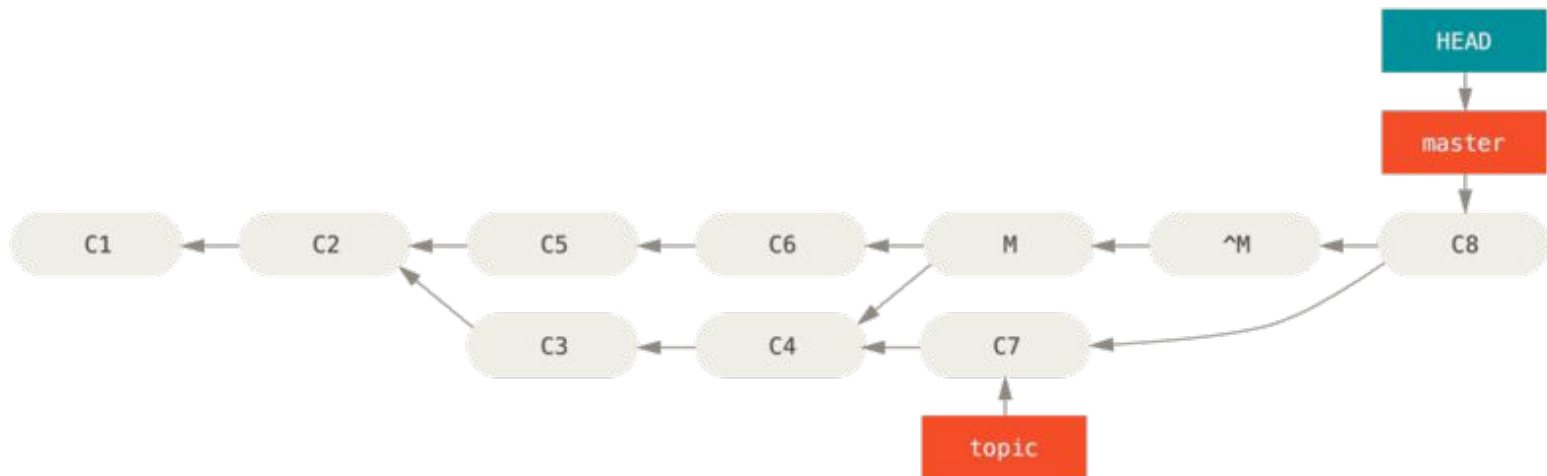 HEAD
master
C1 C2 C5 C6 M ^M C8
C3 C4 C7
topic